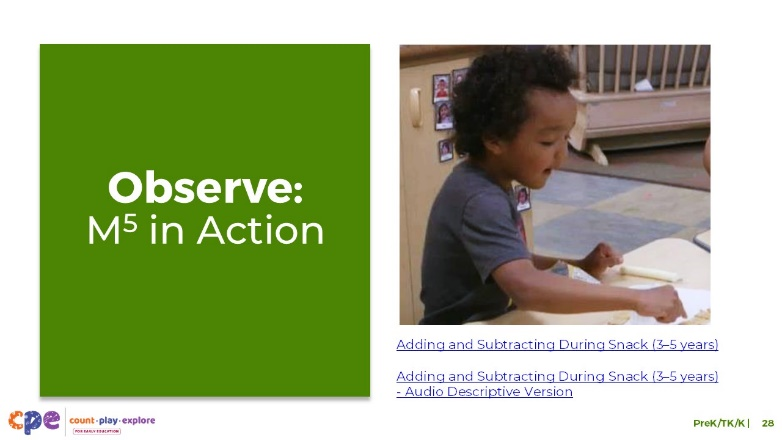 Observe:
M⁵ in Action
Adding and Subtracting During Snack (3–5 years)
Adding and Subtracting During Snack (3–5 years)
- Audio Descriptive Version
cpe
count•play•explore
FOR EARLY EDUCATION
PreK/TK/K | 28